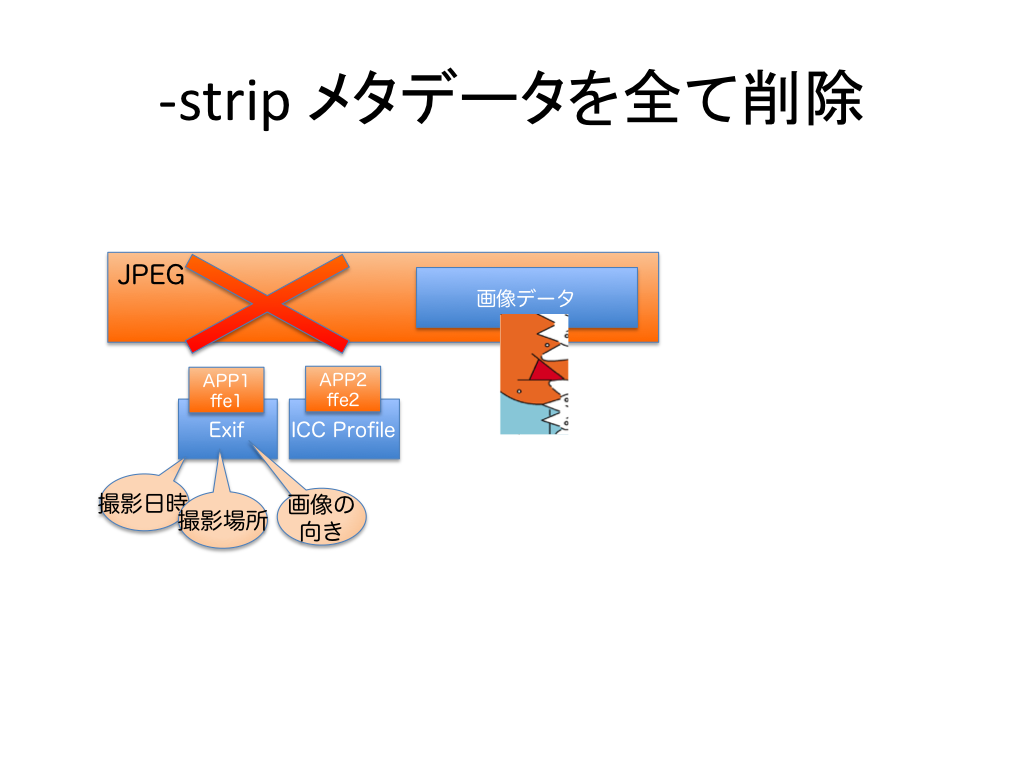 -strip メタデータを全て削除
JPEG
画像データ
APP1
ffe1
Exif
APP2
ffe2
ICC Profile
撮影日時
撮影場所
画像の
向き